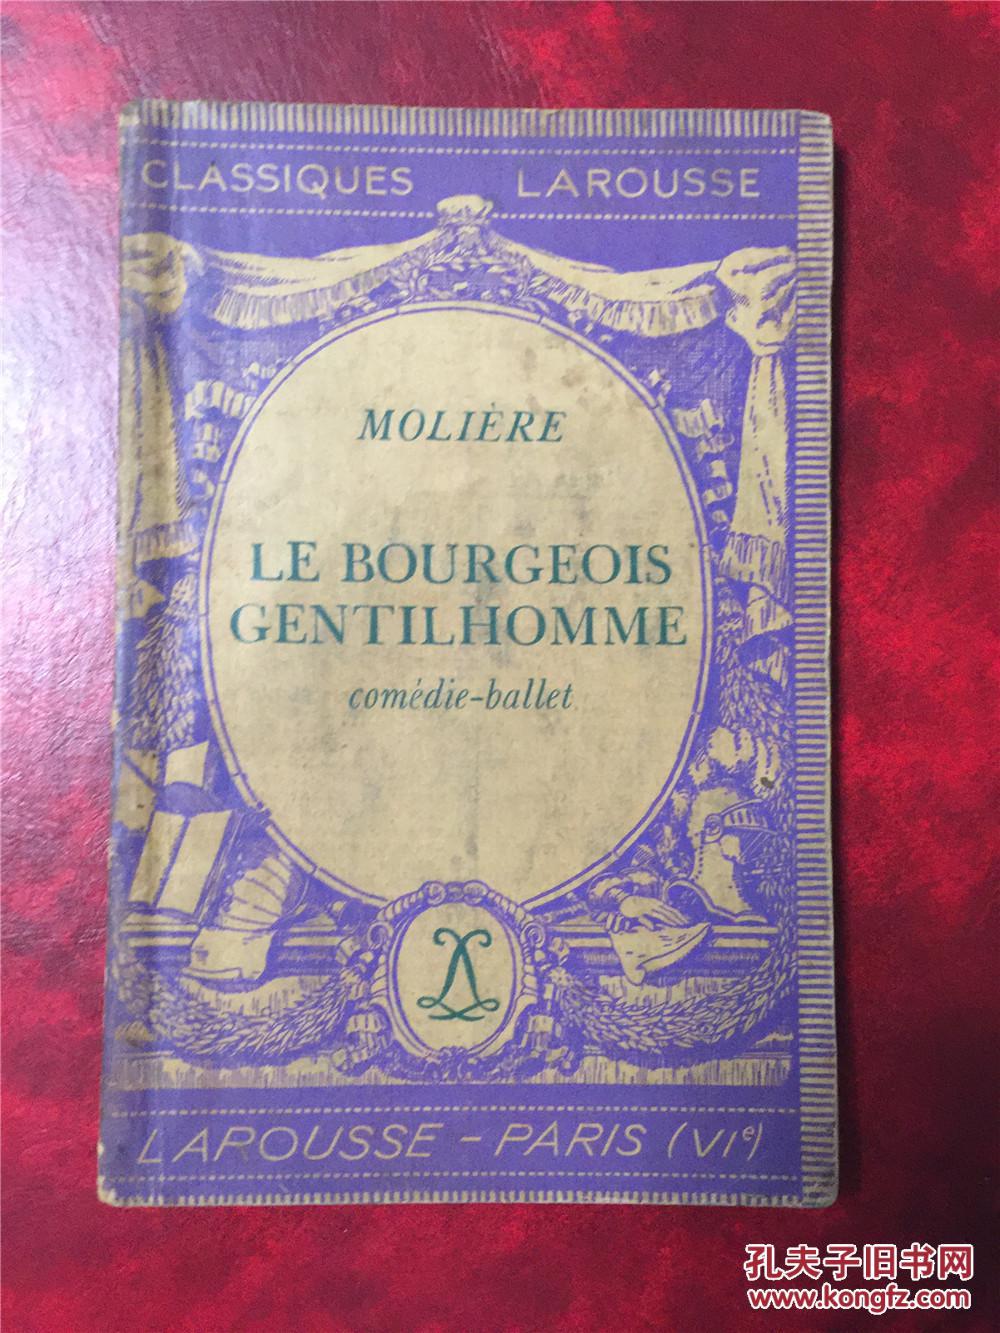 CLASSIQUES LAROUSSE
MOLIÈRE
LE BOURGEOIS
GENTILHOMME
comédie-ballet
LAROUSSE - PARIS (VIe)
孔夫子旧书网
www.kongfz.com